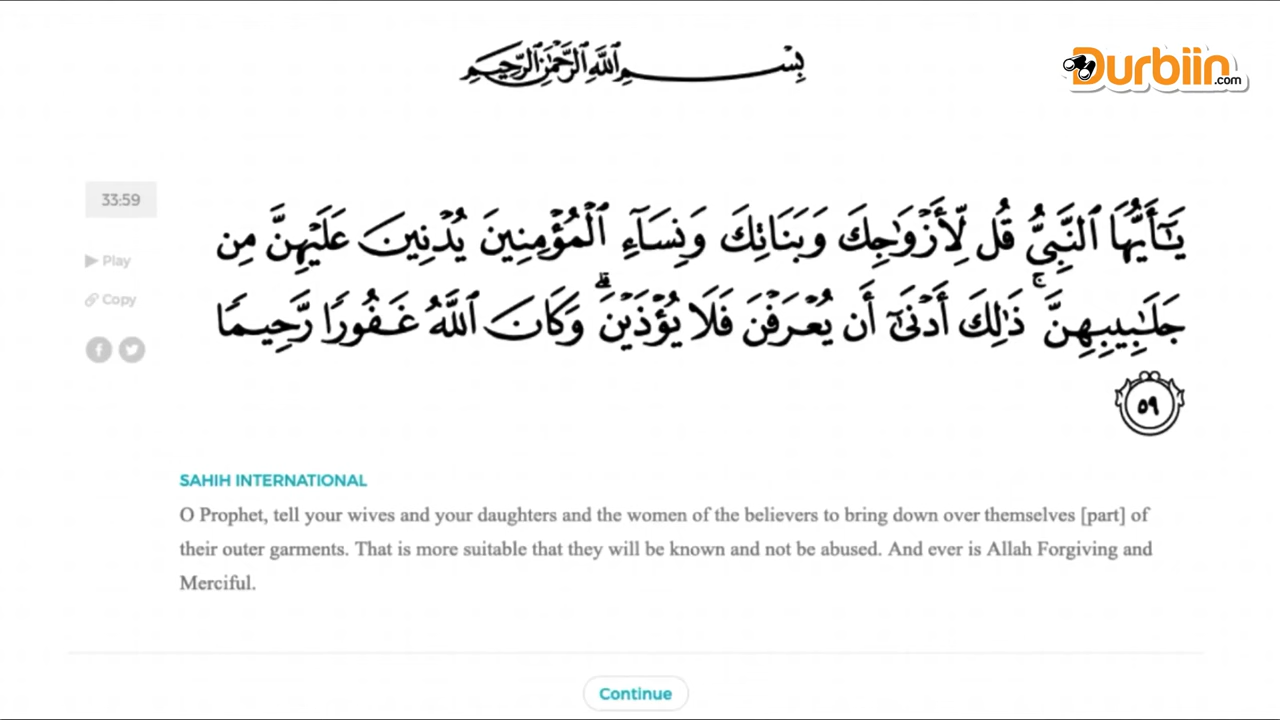 بِسْمِ ٱللَّهِ ٱلرَّحْمَٰنِ ٱلرَّحِيمِ
Durbiin.com
33:59
يَٰٓأَيُّهَا ٱلنَّبِىُّ قُل لِّأَزْوَٰجِكَ وَبَنَاتِكَ وَنِسَآءِ ٱلْمُؤْمِنِينَ يُدْنِينَ عَلَيْهِنَّ مِن
جَلَٰبِيبِهِنَّ ۚ ذَٰلِكَ أَدْنَىٰٓ أَن يُعْرَفْنَ فَلَا يُؤْذَيْنَ ۗ وَكَانَ ٱللَّهُ غَفُورًا رَّحِيمًا
٥٩
Play
Copy
SAHIH INTERNATIONAL
O Prophet, tell your wives and your daughters and the women of the believers to bring down over themselves [part] of
their outer garments. That is more suitable that they will be known and not be abused. And ever is Allah Forgiving and
Merciful.
Continue